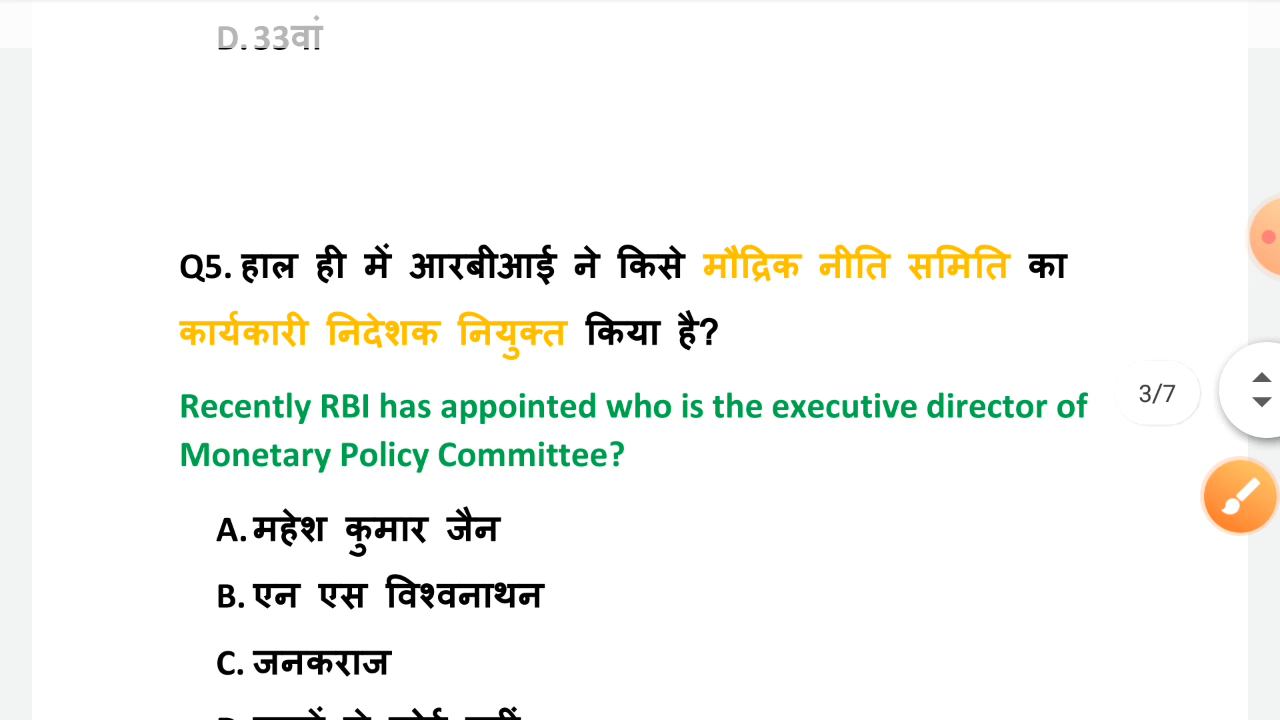 D. 33वां
Q5. हाल ही में आरबीआई ने किसे मौद्रिक नीति समिति का
कार्यकारी निदेशक नियुक्त किया है?
Recently RBI has appointed who is the executive director of
Monetary Policy Committee?
3/7
A. महेश कुमार जैन
B. एन एस विश्वनाथन
C. जनकराज